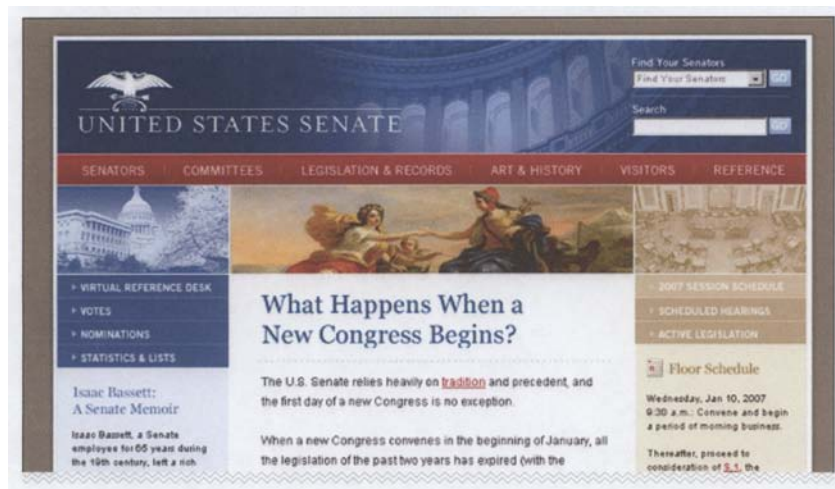 UNITED STATES SENATE
Find Your Senators
Find Your Senators
GO
Search
GO
SENATORS
COMMITTEES
LEGISLATION & RECORDS
ART & HISTORY
VISITORS
REFERENCE
VIRTUAL REFERENCE DESK
VOTES
NOMINATIONS
STATISTICS & LISTS
Isaac Bassett:
A Senate Memoir
Isaac Bassett, a Senate
employee for 65 years during
the 19th century, left a rich
What Happens When a
New Congress Begins?
The U.S. Senate relies heavily on tradition and precedent, and
the first day of a new Congress is no exception.
When a new Congress convenes in the beginning of January, all
the legislation of the past two years has expired (with the
2007 SESSION SCHEDULE
SCHEDULED HEARINGS
ACTIVE LEGISLATION
Floor Schedule
Wednesday, Jan 10, 2007
9:30 a.m.: Convene and begin
a period of morning business.
Thereafter, proceed to
consideration of S.1, the